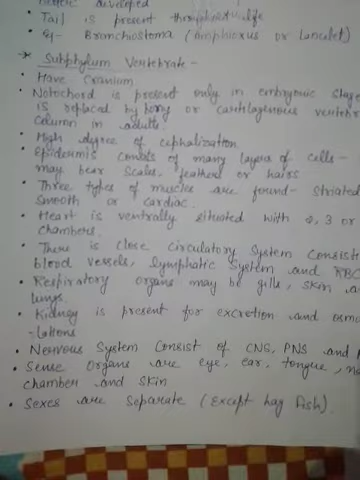 developed
• Tail is present throughout life
• Eg- Branchiostoma (Amphioxus or Lancelet)
→ Subphylum Vertebrate -
• Have Cranium
• Notochord is present only in embryonic stage
is replaced by bony or cartilagenous vertebr
column in adults.
• High degree of cephalization
• Epidermis consists of many layers of cells -
may bear scales, feathers or hairs
• Three types of muscles are found - striated
smooth or cardiac.
• Heart is ventrally situated with 2, 3 or
chambers.
• There is close circulatory system consist
blood vessels, lymphatic system and RBC
• Respiratory organs may be gills, skin a
lungs.
• Kidney is present for excretion and osmo
-lations
• Nervous System consist of CNS, PNS and
• Sense organs are eye, ear, tongue, na
chamber and skin
• Sexes are separate (except hag fish).